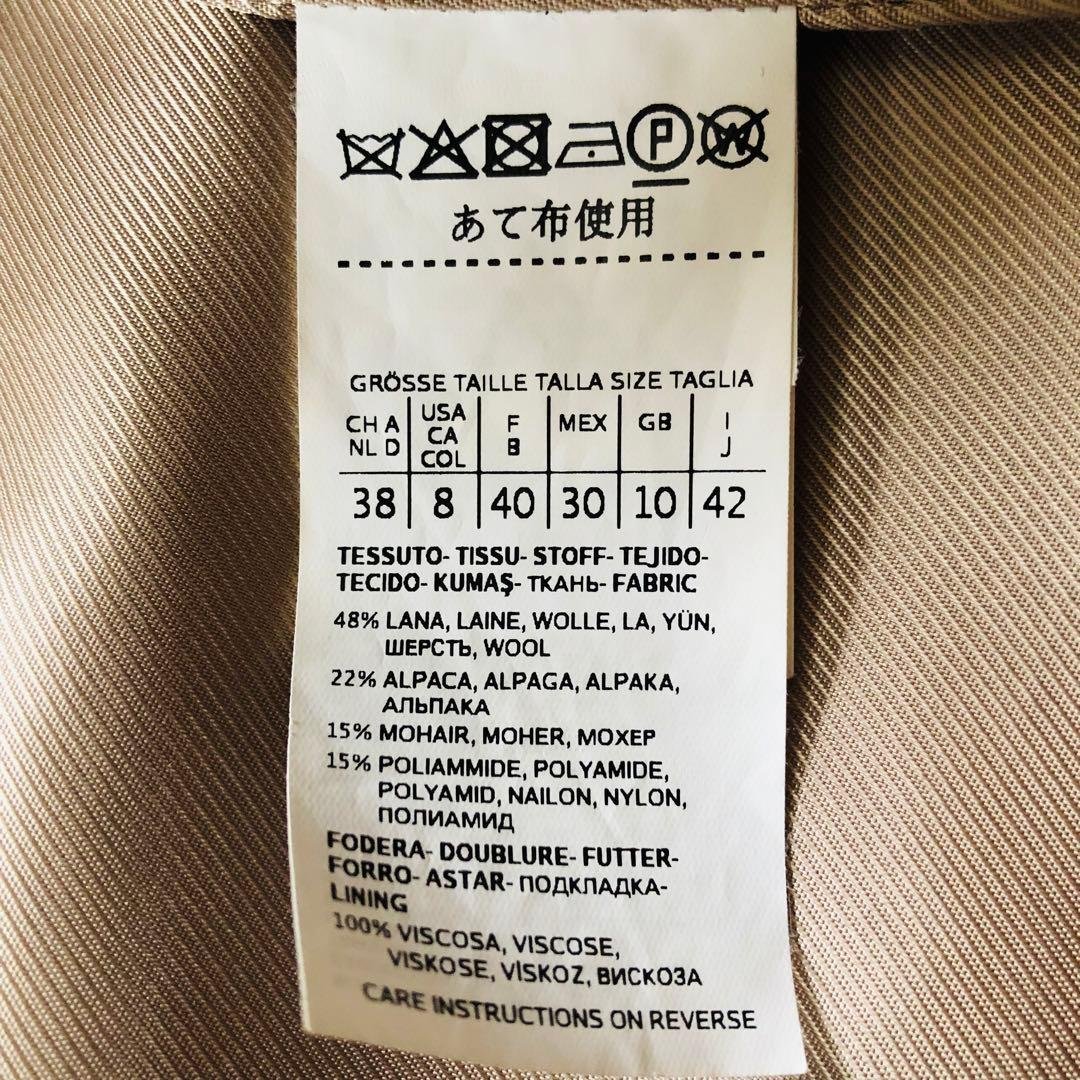 P W
あて布使用
GRÖSSE TAILLE TALLA SIZE TAGLIA
CH A NL D USA CA COL F B MEX GB I J
38 8 40 30 10 42
TESSUTO- TISSU- STOFF- TEJIDO-
TECIDO- KUMAŞ- ТКАНЬ- FABRIC
48% LANA, LAINE, WOLLE, LA, YÜN,
ШЕРСТЬ, WOOL
22% ALPACA, ALPAGA, ALPAKA,
АЛЬПАКА
15% MOHAIR, MOHER, МОХЕР
15% POLIAMMIDE, POLYAMIDE,
POLYAMID, NAILON, NYLON,
ПОЛИАМИД
FODERA- DOUBLURE- FUTTER-
FORRO- ASTAR- ПОДКЛАДКА-
LINING
100% VISCOSA, VISCOSE,
VISKOSE, VİSKOZ, ВИСКОЗА
CARE INSTRUCTIONS ON REVERSE